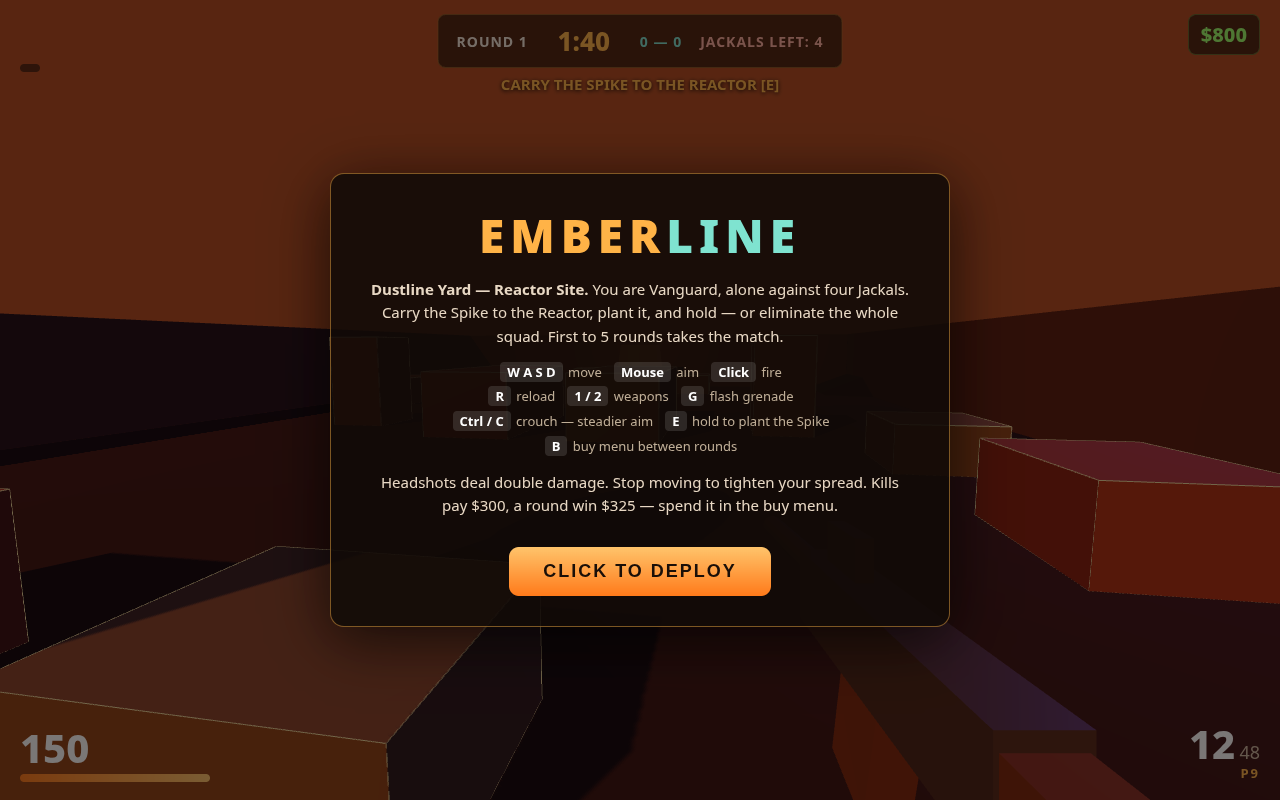 ROUND 1 1:40 0 — 0 JACKALS LEFT: 4
$800
CARRY THE SPIKE TO THE REACTOR [E]
EMBERLINE
Dustline Yard — Reactor Site. You are Vanguard, alone against four Jackals.
Carry the Spike to the Reactor, plant it, and hold — or eliminate the whole
squad. First to 5 rounds takes the match.
W A S D move Mouse aim Click fire
R reload 1 / 2 weapons G flash grenade
Ctrl / C crouch — steadier aim E hold to plant the Spike
B buy menu between rounds
Headshots deal double damage. Stop moving to tighten your spread. Kills
pay $300, a round win $325 — spend it in the buy menu.
CLICK TO DEPLOY
150
12 48
P9